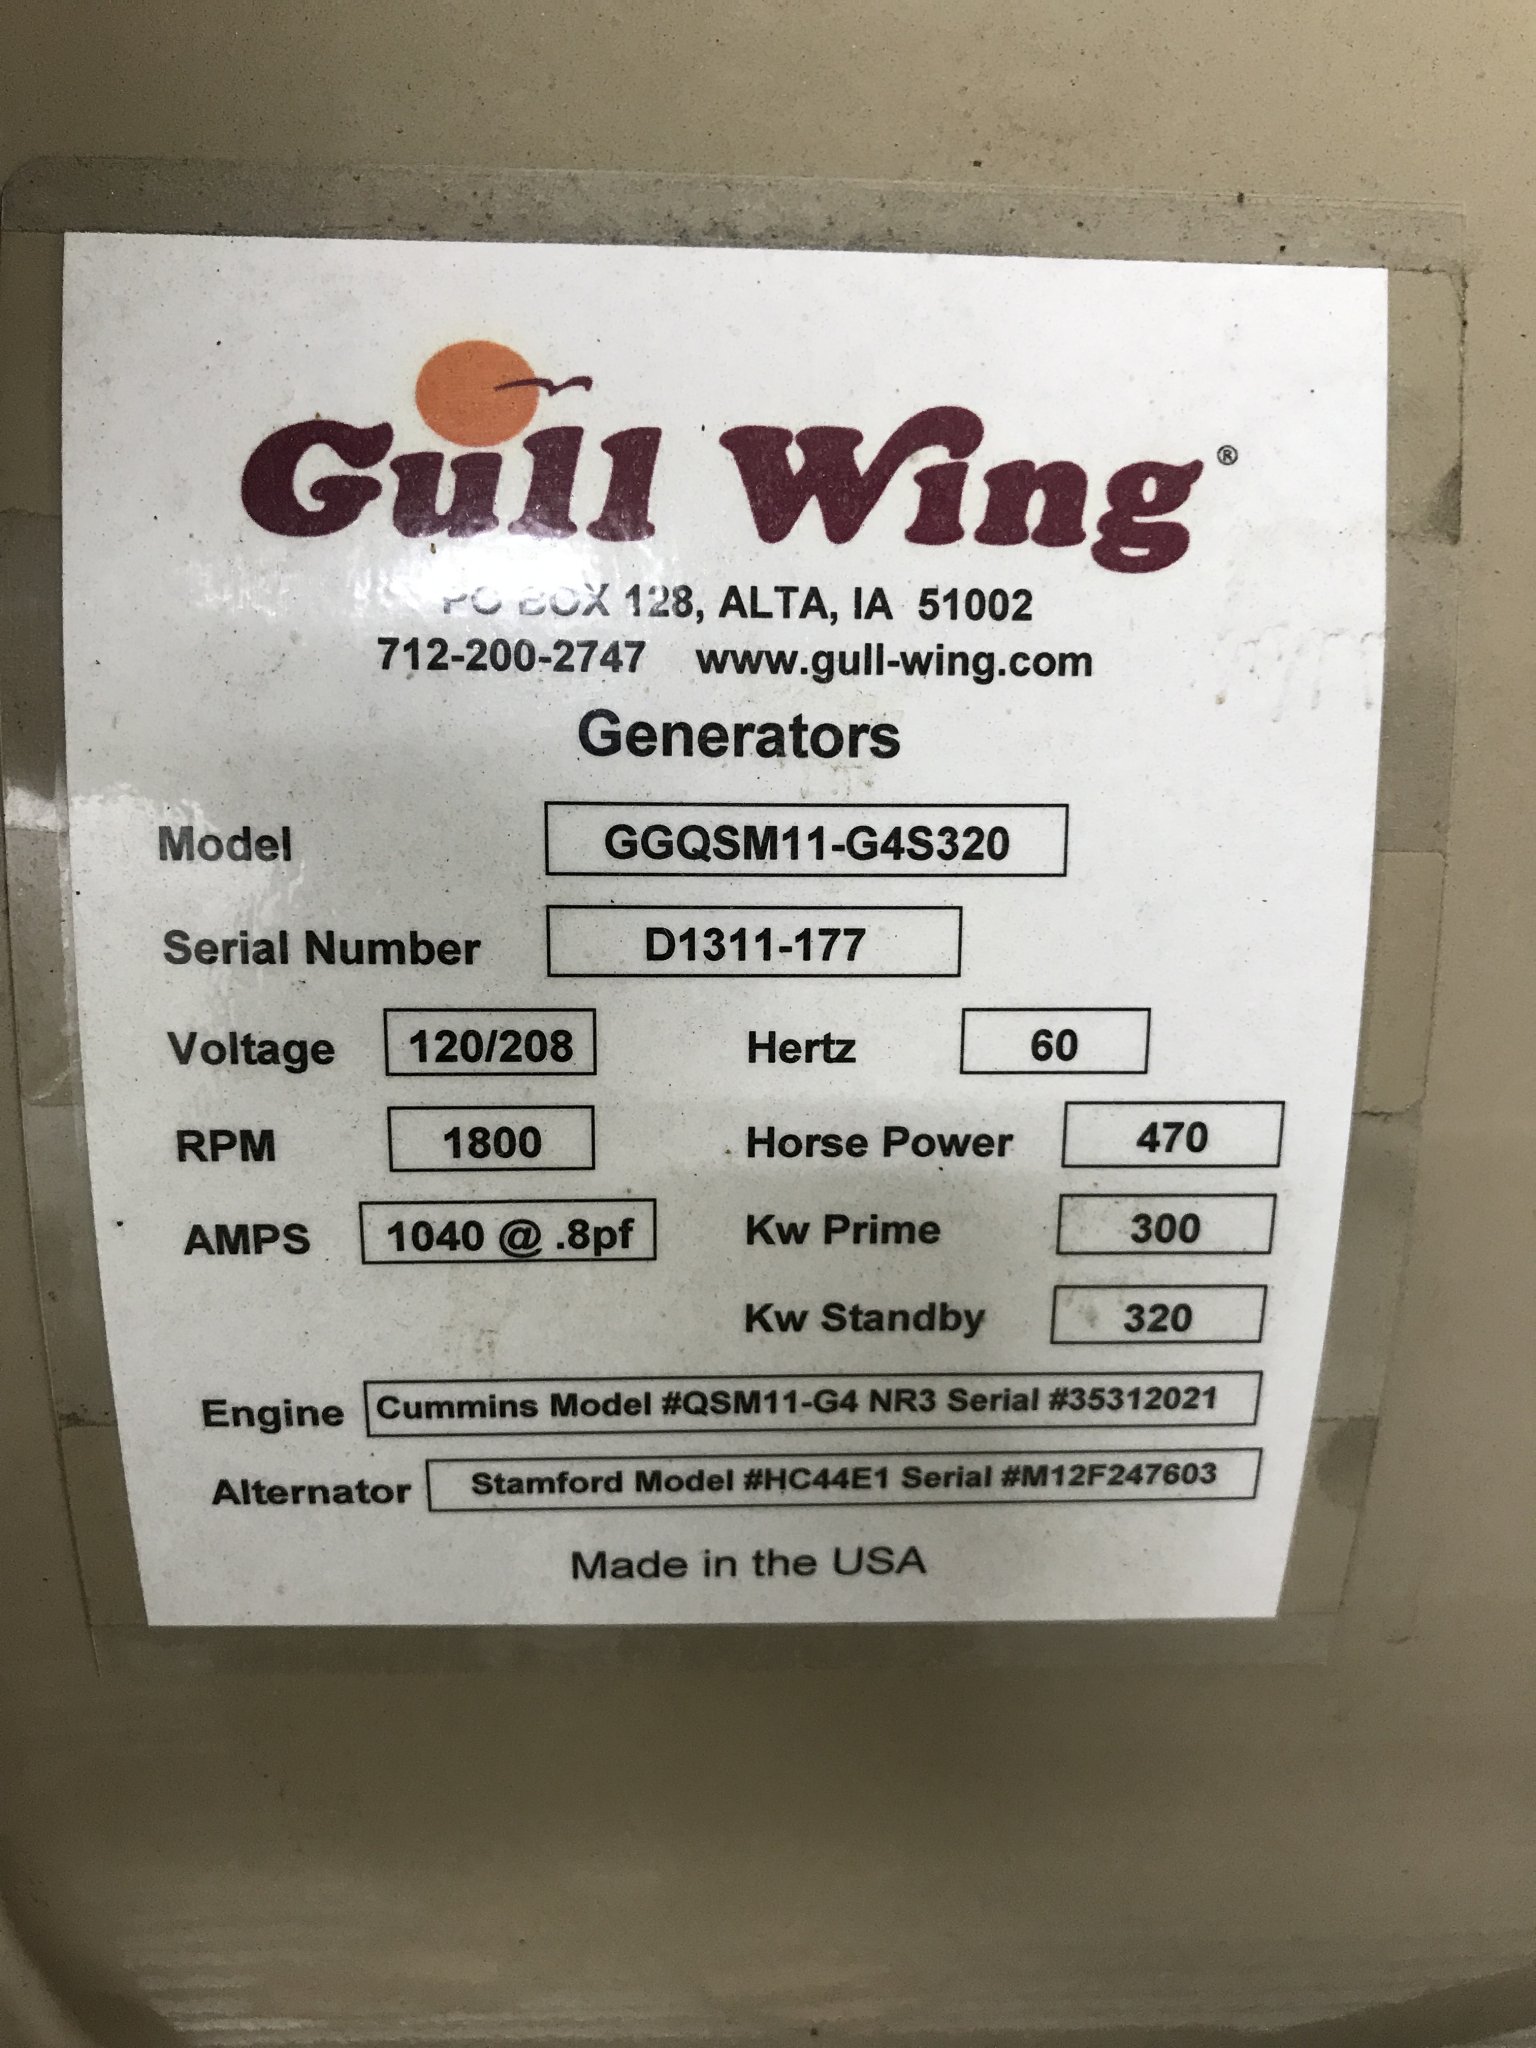 Gull Wing®
PO BOX 128, ALTA, IA 51002
712-200-2747 www.gull-wing.com
Generators
Model GGQSM11-G4S320
Serial Number D1311-177
Voltage 120/208 Hertz 60
RPM 1800 Horse Power 470
AMPS 1040 @ .8pf Kw Prime 300
Kw Standby 320
Engine Cummins Model #QSM11-G4 NR3 Serial #35312021
Alternator Stamford Model #HC44E1 Serial #M12F247603
Made in the USA